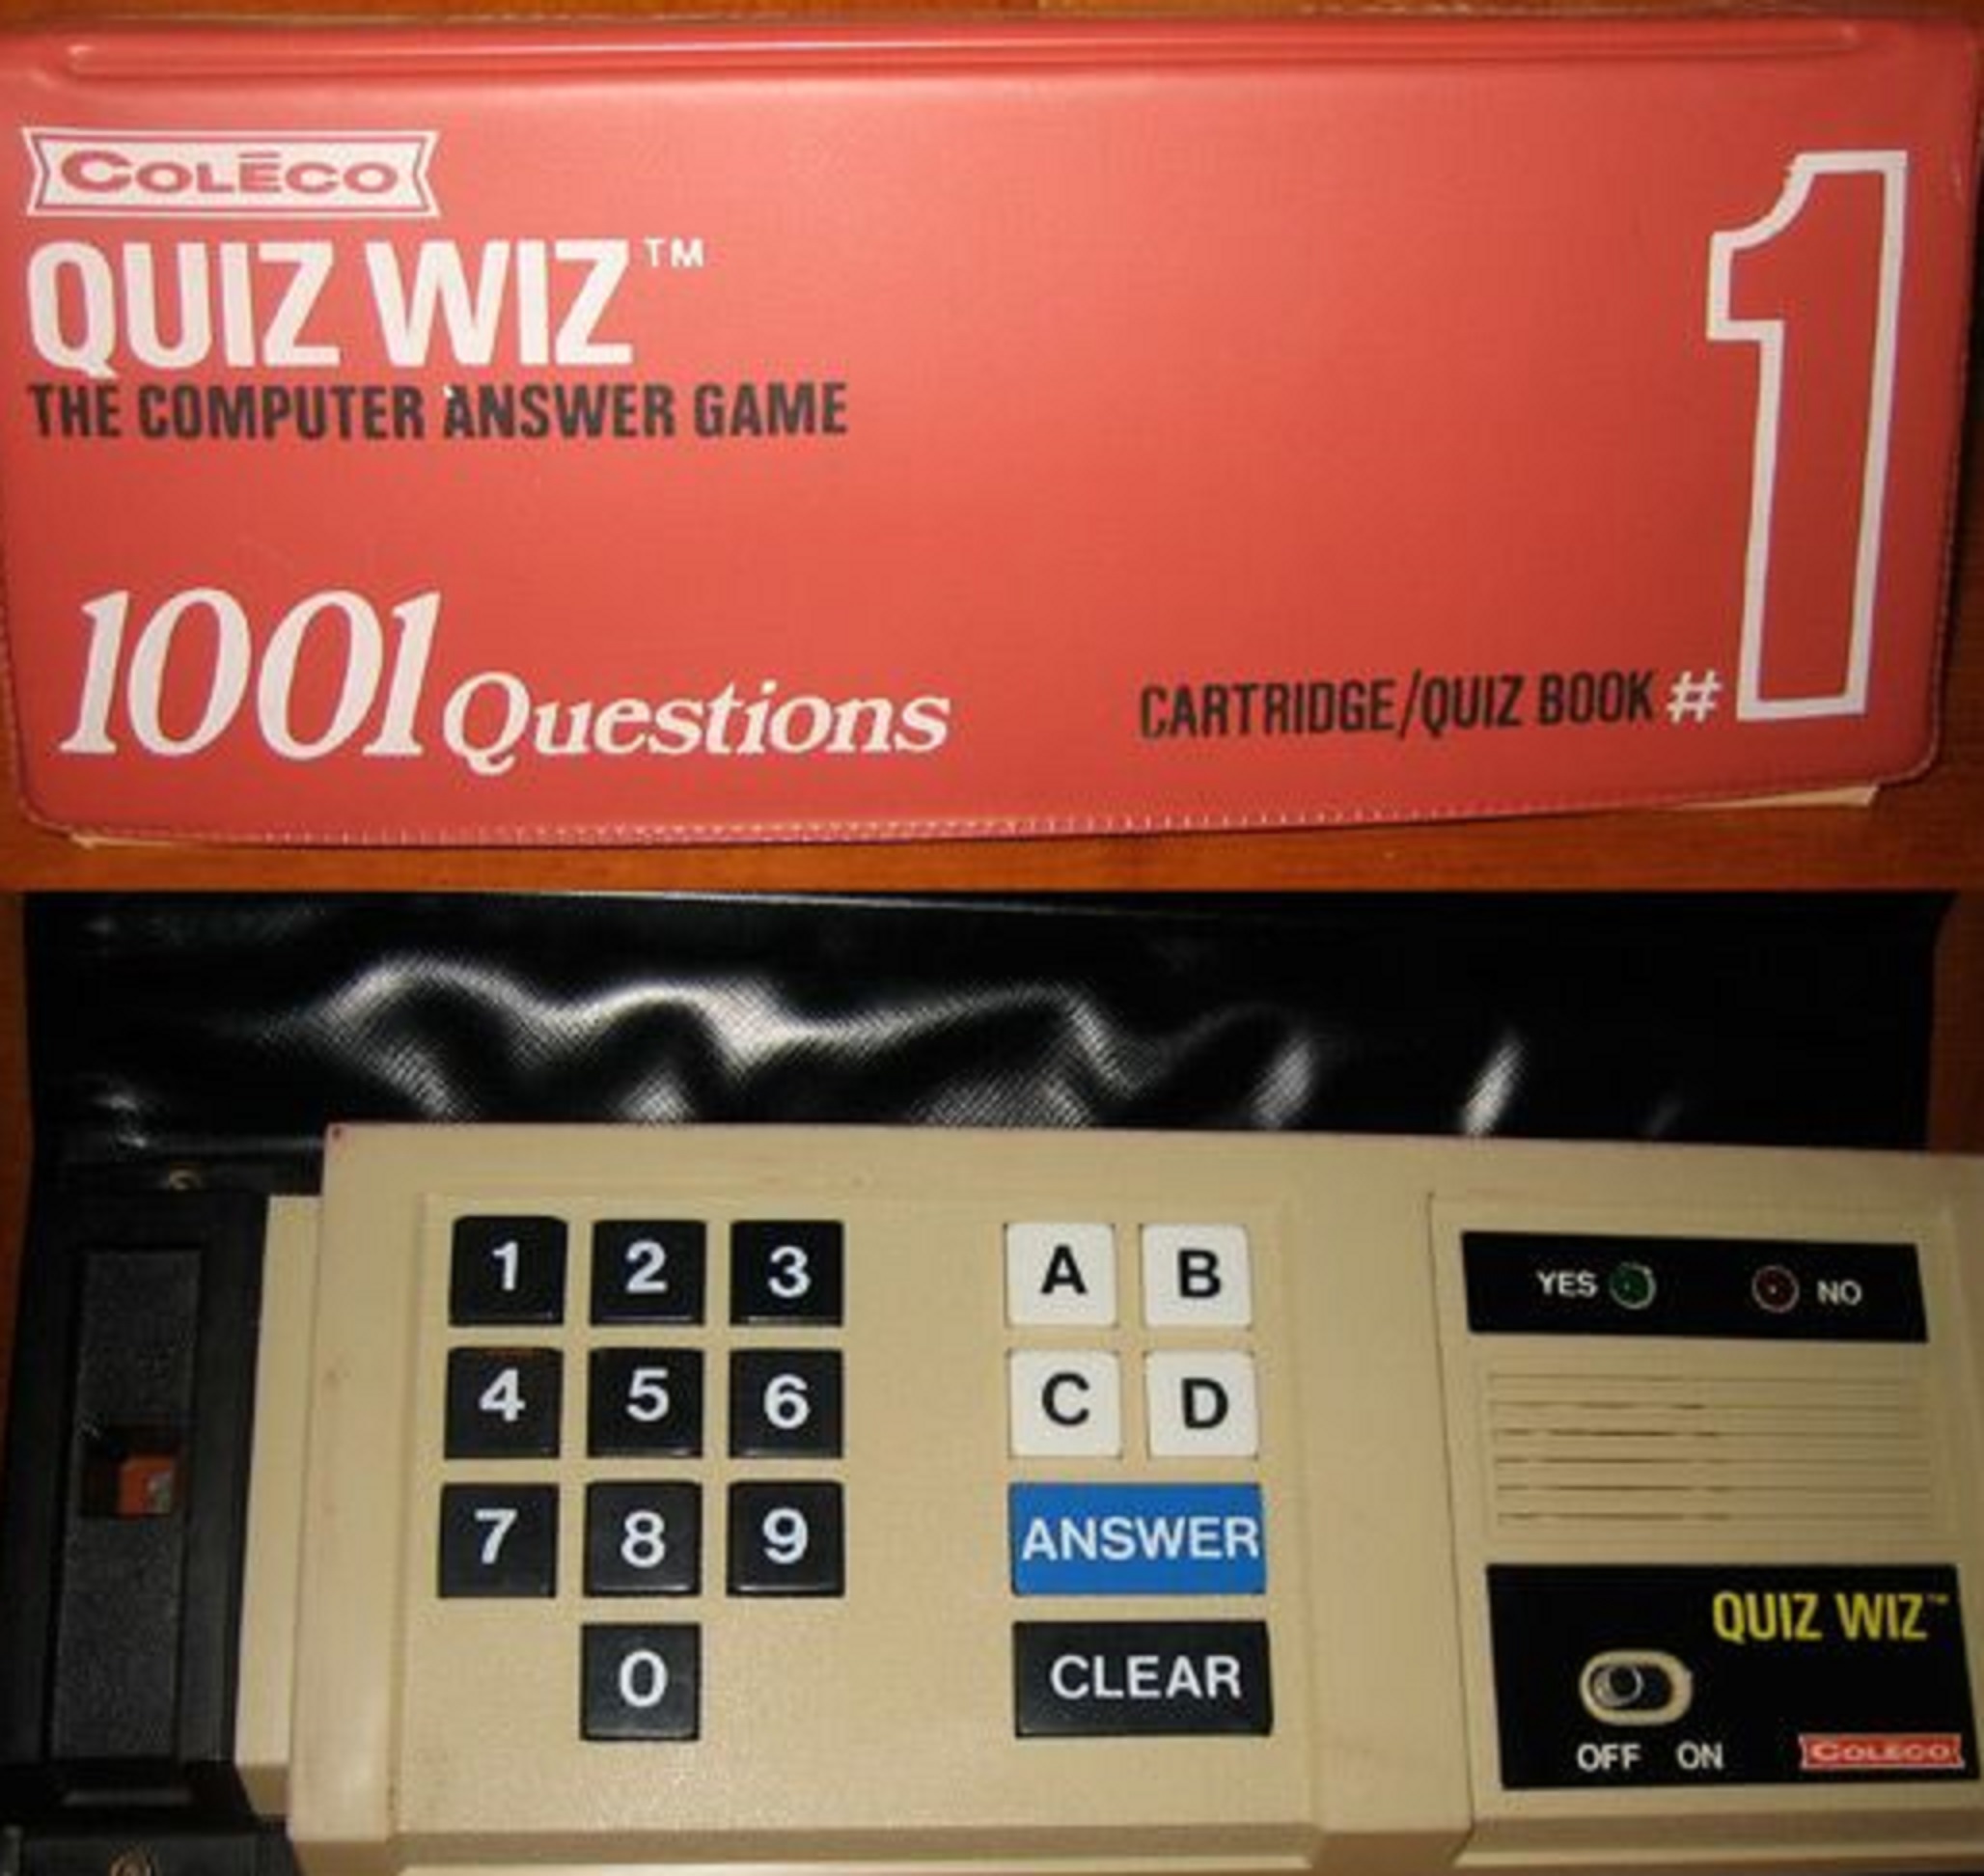 COLECO
QUIZ WIZ™
THE COMPUTER ANSWER GAME
1001 Questions
CARTRIDGE/QUIZ BOOK #1
1 2 3 A B
YES NO
4 5 6 C D
7 8 9 ANSWER
0 CLEAR
QUIZ WIZ™
OFF ON
COLECO